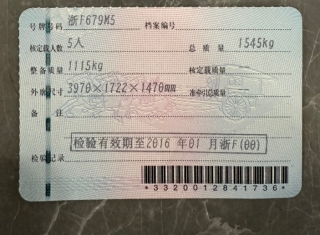 号牌号码 浙F679M5 档案编号
核定载人数 5人 总质量 1545kg
整备质量 1115kg 核定载质量
外廓尺寸 3970×1722×1470mm 准牵引总质量
备注
检验有效期至2016年01月浙F(00)
检验记录
*3320012841736*